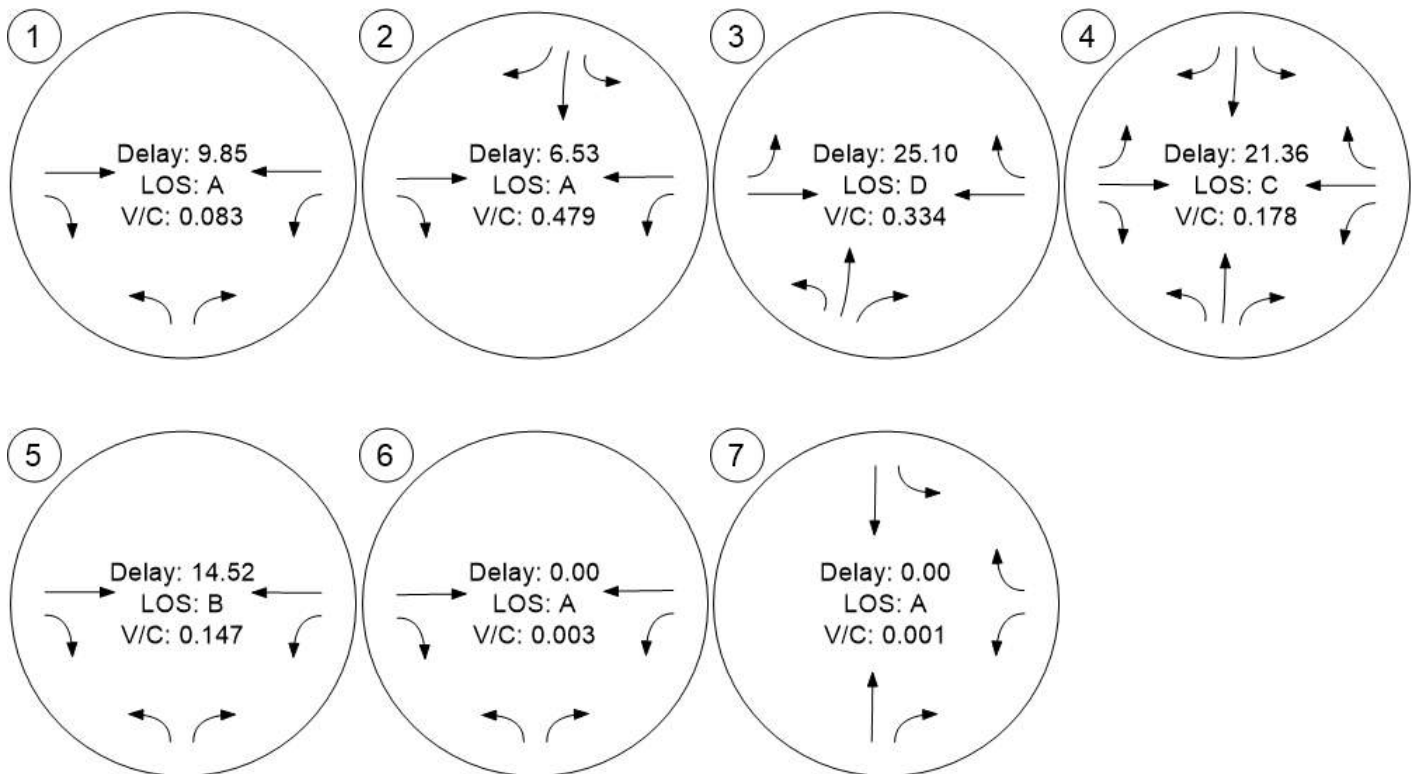 1
Delay: 9.85
LOS: A
V/C: 0.083
2
Delay: 6.53
LOS: A
V/C: 0.479
3
Delay: 25.10
LOS: D
V/C: 0.334
4
Delay: 21.36
LOS: C
V/C: 0.178
5
Delay: 14.52
LOS: B
V/C: 0.147
6
Delay: 0.00
LOS: A
V/C: 0.003
7
Delay: 0.00
LOS: A
V/C: 0.001